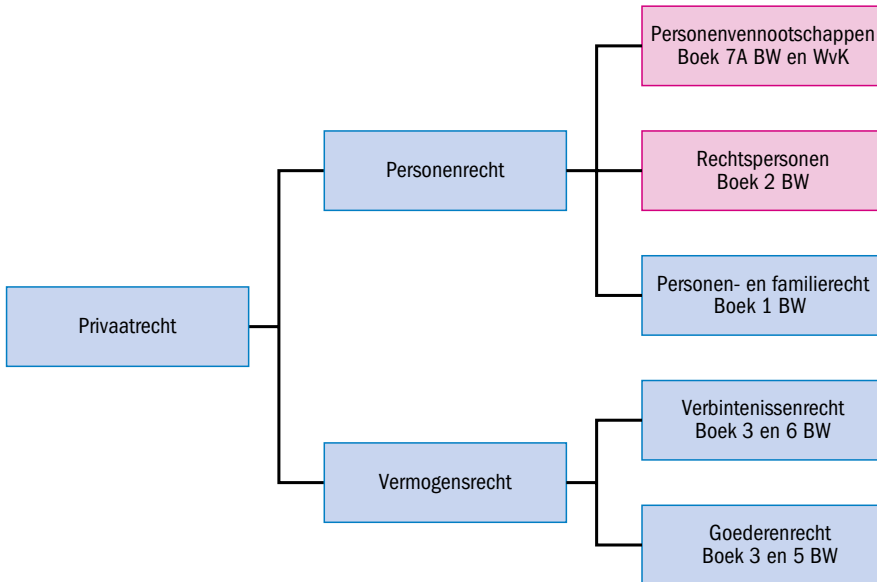 Personenvennootschappen
Boek 7A BW en WvK
Personenrecht
Rechtspersonen
Boek 2 BW
Personen- en familierecht
Boek 1 BW
Privaatrecht
Verbintenissenrecht
Boek 3 en 6 BW
Vermogensrecht
Goederenrecht
Boek 3 en 5 BW